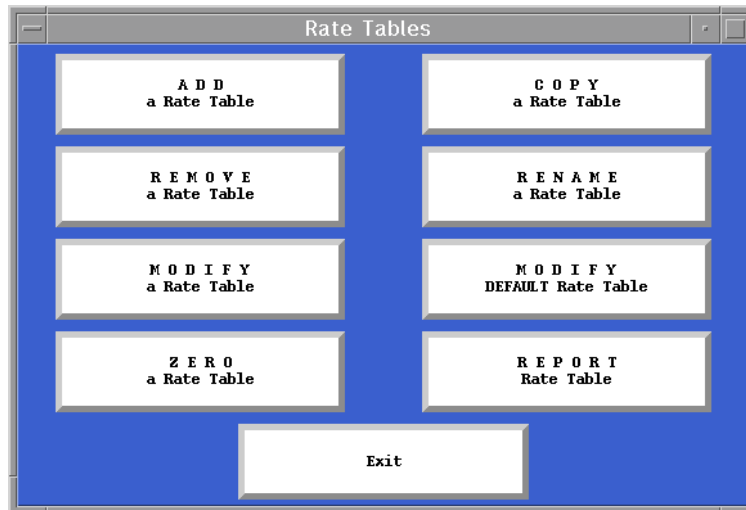 Rate Tables
A D D
a Rate Table
C O P Y
a Rate Table
R E M O V E
a Rate Table
R E N A M E
a Rate Table
M O D I F Y
a Rate Table
M O D I F Y
DEFAULT Rate Table
Z E R O
a Rate Table
R E P O R T
Rate Table
Exit